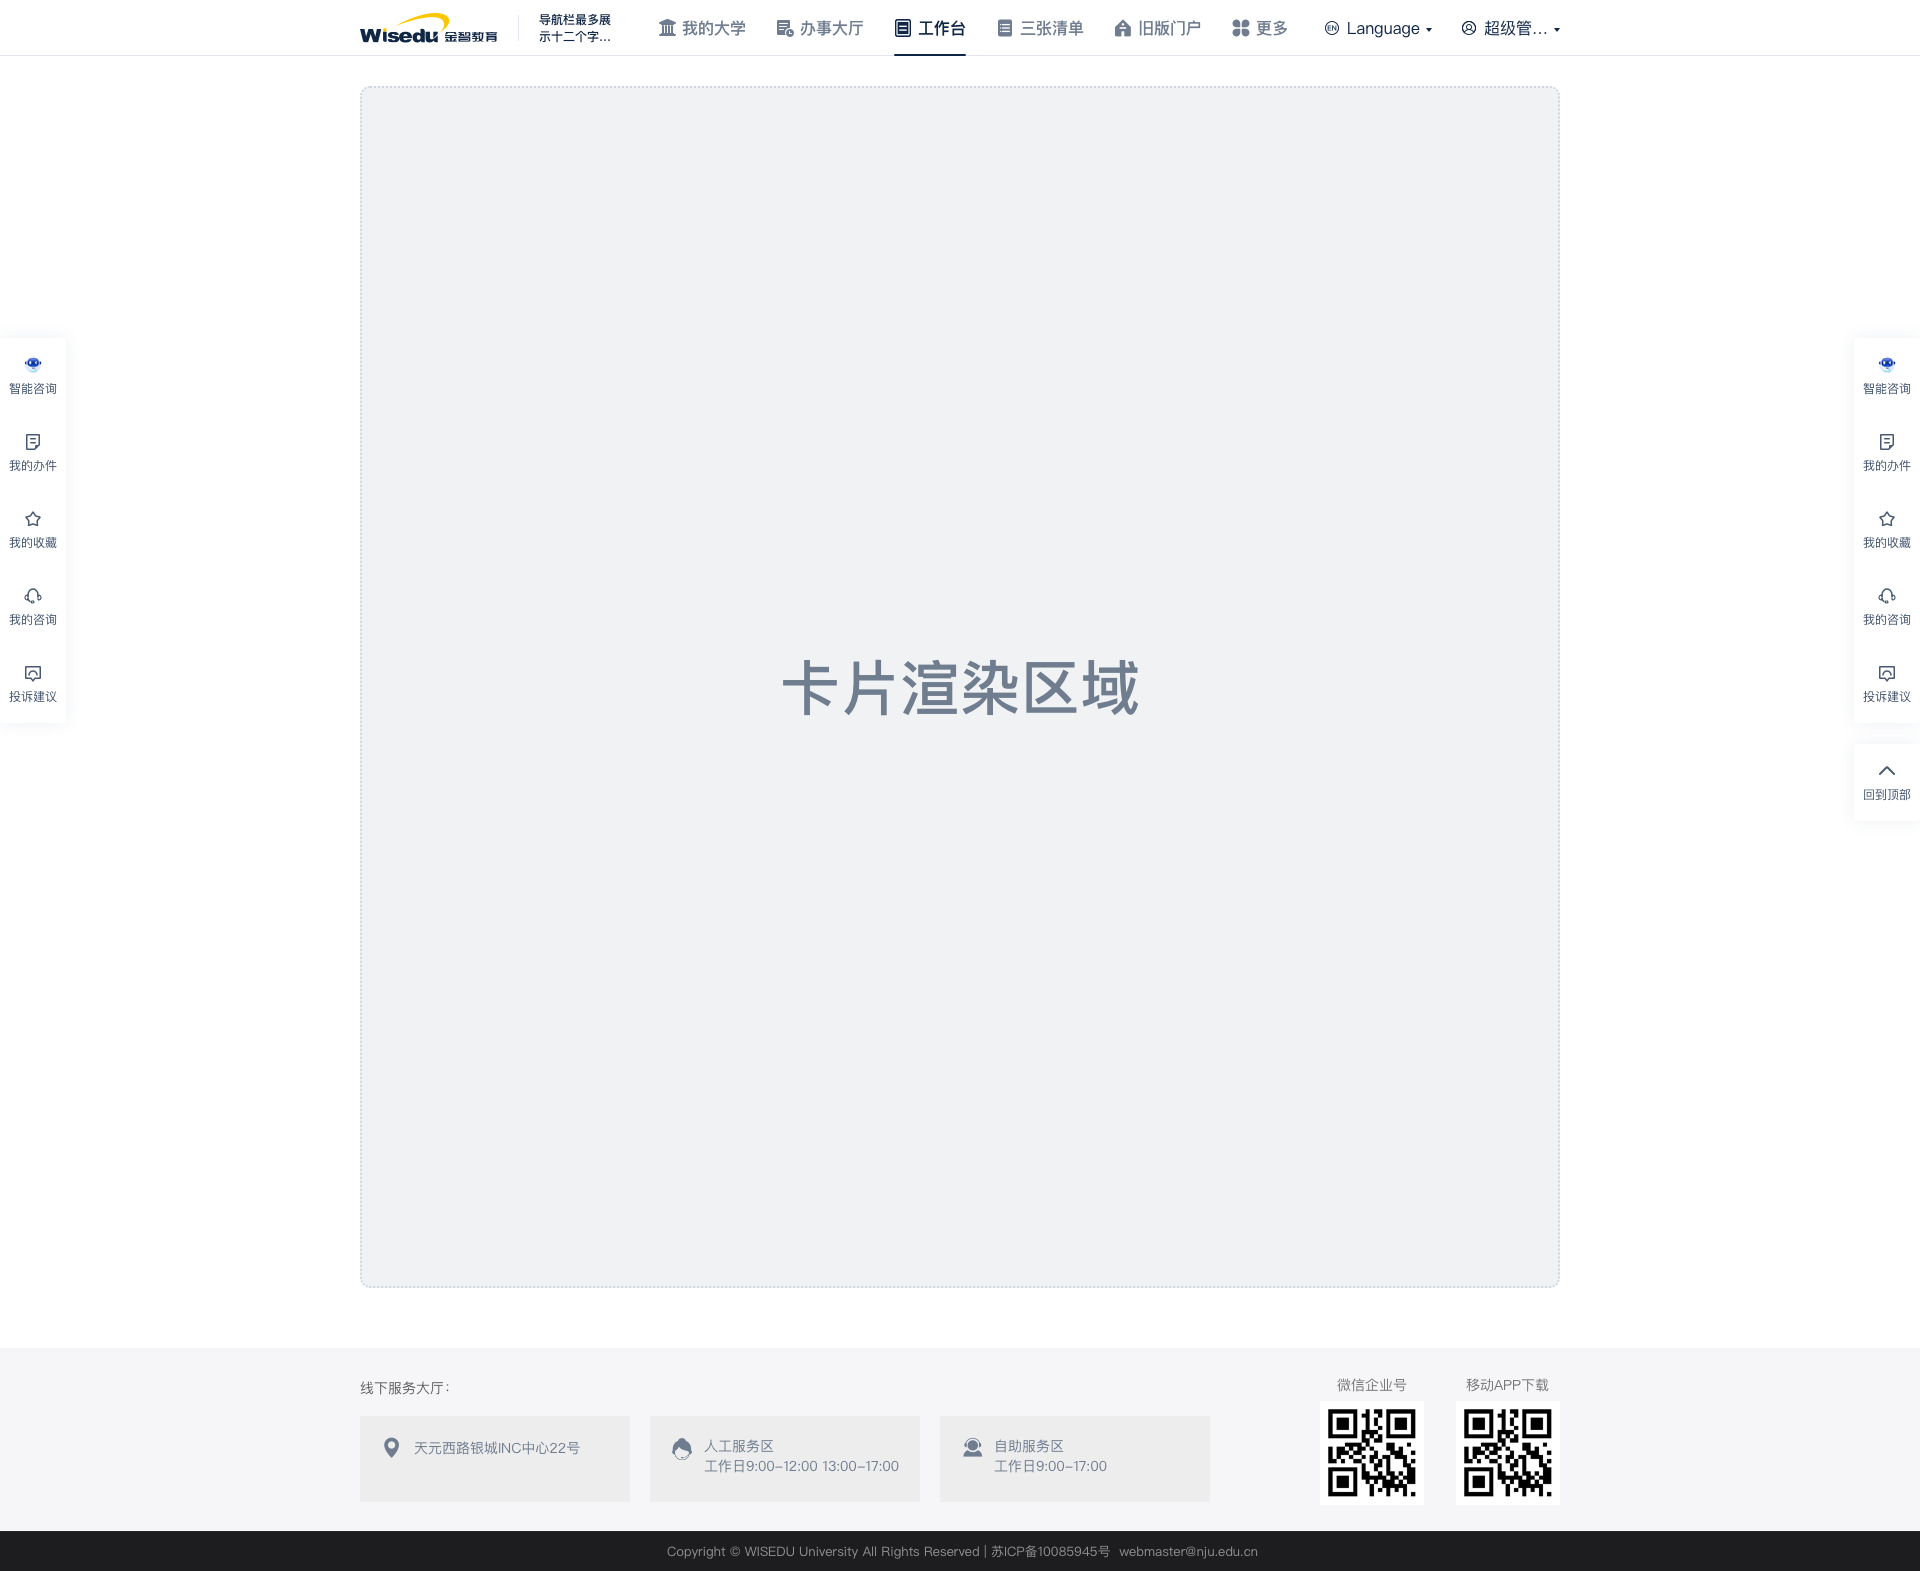 Wisedu 金智教育
导航栏最多展
示十二个字...
我的大学
办事大厅
工作台
三张清单
旧版门户
更多
EN Language
超级管...
智能咨询
我的办件
我的收藏
我的咨询
投诉建议
卡片渲染区域
智能咨询
我的办件
我的收藏
我的咨询
投诉建议
回到顶部
线下服务大厅：
天元西路银城INC中心22号
人工服务区
工作日9:00-12:00 13:00-17:00
自助服务区
工作日9:00-17:00
微信企业号
移动APP下载
Copyright © WISEDU University All Rights Reserved | 苏ICP备10085945号 webmaster@nju.edu.cn